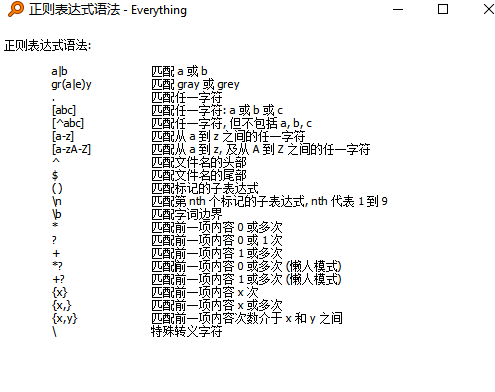 正则表达式语法 - Everything
正则表达式语法:
a|b 匹配 a 或 b
gr(a|e)y 匹配 gray 或 grey
. 匹配任一字符
[abc] 匹配任一字符: a 或 b 或 c
[^abc] 匹配任一字符, 但不包括 a, b, c
[a-z] 匹配从 a 到 z 之间的任一字符
[a-zA-Z] 匹配从 a 到 z, 及从 A 到 Z 之间的任一字符
^ 匹配文件名的头部
$ 匹配文件名的尾部
( ) 匹配标记的子表达式
\n 匹配第 nth 个标记的子表达式, nth 代表 1 到 9
\b 匹配字词边界
* 匹配前一项内容 0 或多次
? 匹配前一项内容 0 或 1 次
+ 匹配前一项内容 1 或多次
*? 匹配前一项内容 0 或多次 (懒人模式)
+? 匹配前一项内容 1 或多次 (懒人模式)
{x} 匹配前一项内容 x 次
{x,} 匹配前一项内容 x 或多次
{x,y} 匹配前一项内容次数介于 x 和 y 之间
\ 特殊转义字符